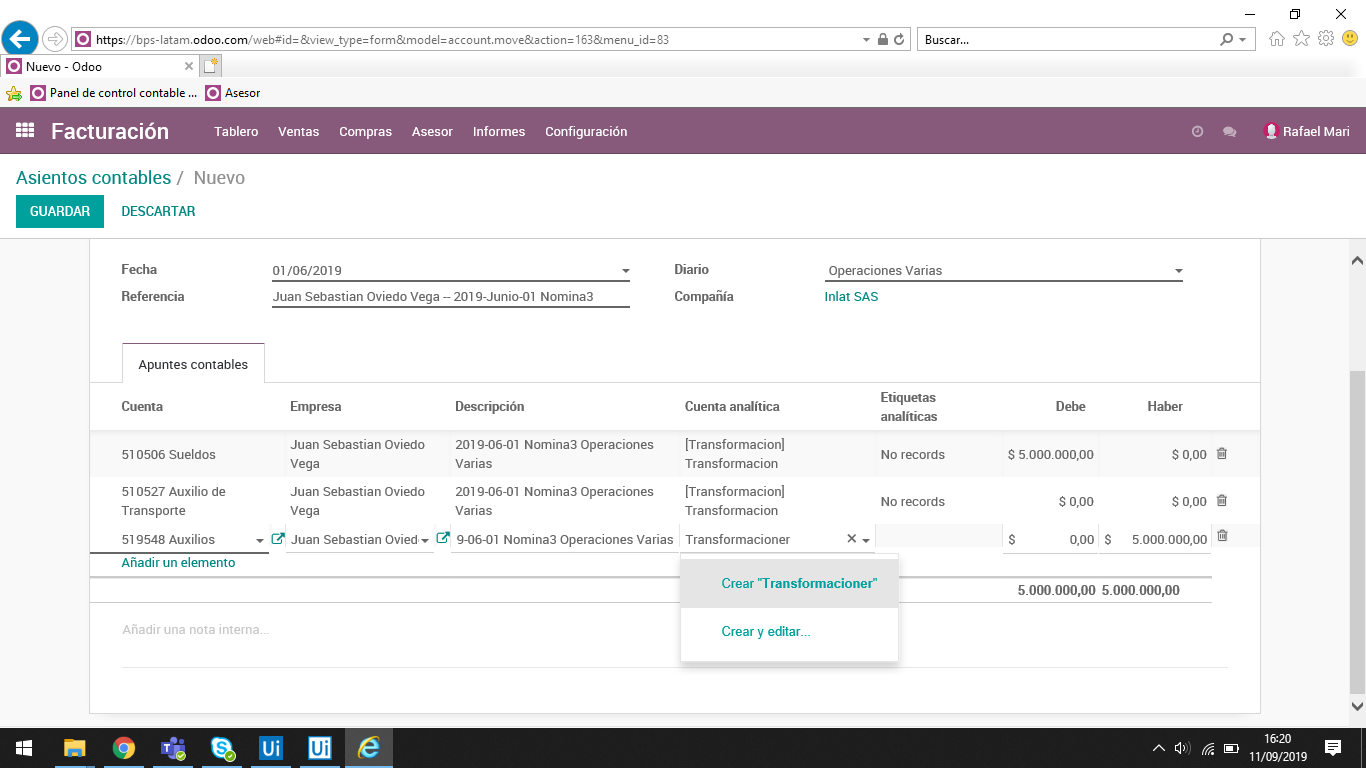 https://bps-latam.odoo.com/web#id=&view_type=form&model=account.move&action=163&menu_id=83
Buscar...
Nuevo - Odoo
Panel de control contable ...
Asesor
Facturación
Tablero
Ventas
Compras
Asesor
Informes
Configuración
Rafael Mari
Asientos contables / Nuevo
GUARDAR
DESCARTAR
Fecha
01/06/2019
Diario
Operaciones Varias
Referencia
Juan Sebastian Oviedo Vega -- 2019-Junio-01 Nomina3
Compañía
Inlat SAS
Apuntes contables
Cuenta
Empresa
Descripción
Cuenta analítica
Etiquetas
analíticas
Debe
Haber
510506 Sueldos
Juan Sebastian Oviedo
Vega
2019-06-01 Nomina3 Operaciones
Varias
[Transformacion]
Transformacion
No records
$ 5.000.000,00
$ 0,00
510527 Auxilio de
Transporte
Juan Sebastian Oviedo
Vega
2019-06-01 Nomina3 Operaciones
Varias
[Transformacion]
Transformacion
No records
$ 0,00
$ 0,00
519548 Auxilios
Juan Sebastian Ovied
9-06-01 Nomina3 Operaciones Varias
Transformacioner
$ 0,00
$ 5.000.000,00
Añadir un elemento
Crear "Transformacioner"
Crear y editar...
5.000.000,00
5.000.000,00
Añadir una nota interna...
Ui
Ui
16:20
11/09/2019